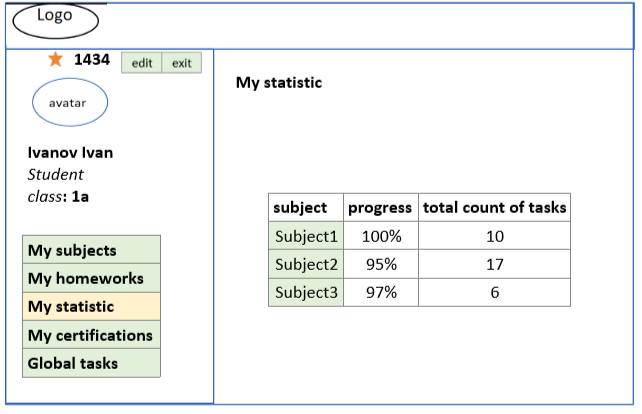 Logo
1434 edit exit
avatar
Ivanov Ivan
Student
class: 1a
My subjects
My homeworks
My statistic
My certifications
Global tasks
My statistic
subject progress total count of tasks
Subject1 100% 10
Subject2 95% 17
Subject3 97% 6